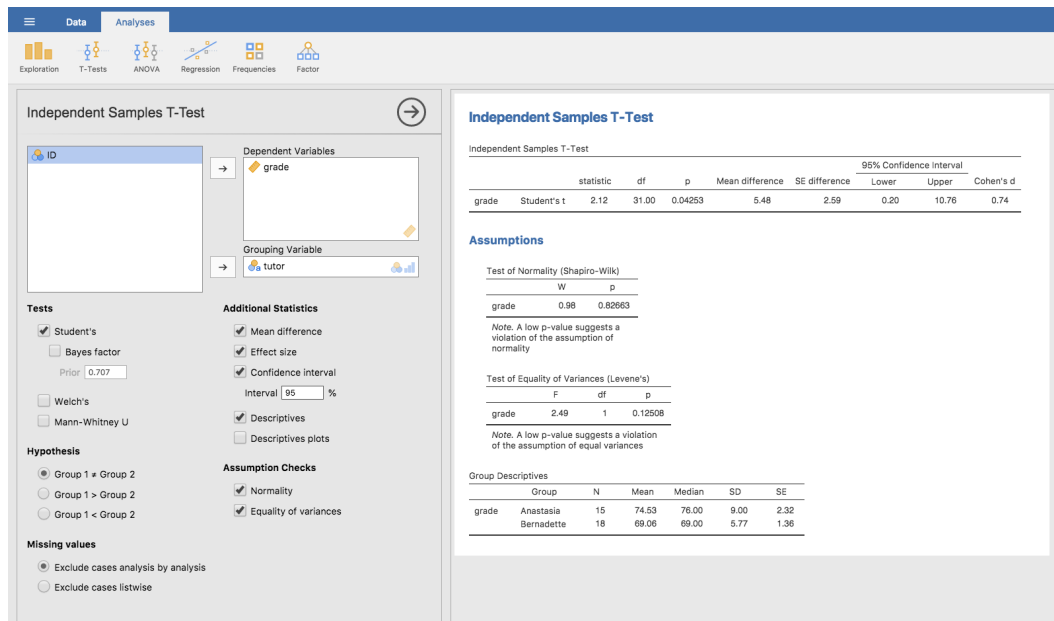 Data Analyses
Exploration T-Tests ANOVA Regression Frequencies Factor
Independent Samples T-Test
ID
Dependent Variables
grade
Grouping Variable
a tutor
Tests
Student's
Bayes factor
Prior 0.707
Welch's
Mann-Whitney U
Hypothesis
Group 1 ≠ Group 2
Group 1 > Group 2
Group 1 < Group 2
Missing values
Exclude cases analysis by analysis
Exclude cases listwise
Additional Statistics
Mean difference
Effect size
Confidence interval
Interval 95 %
Descriptives
Descriptives plots
Assumption Checks
Normality
Equality of variances
Independent Samples T-Test
Independent Samples T-Test
95% Confidence Interval
statistic df p Mean difference SE difference Lower Upper Cohen's d
grade Student's t 2.12 31.00 0.04253 5.48 2.59 0.20 10.76 0.74
Assumptions
Test of Normality (Shapiro-Wilk)
W p
grade 0.98 0.82663
Note. A low p-value suggests a
violation of the assumption of
normality
Test of Equality of Variances (Levene's)
F df p
grade 2.49 1 0.12508
Note. A low p-value suggests a violation
of the assumption of equal variances
Group Descriptives
Group N Mean Median SD SE
grade Anastasia 15 74.53 76.00 9.00 2.32
Bernadette 18 69.06 69.00 5.77 1.36